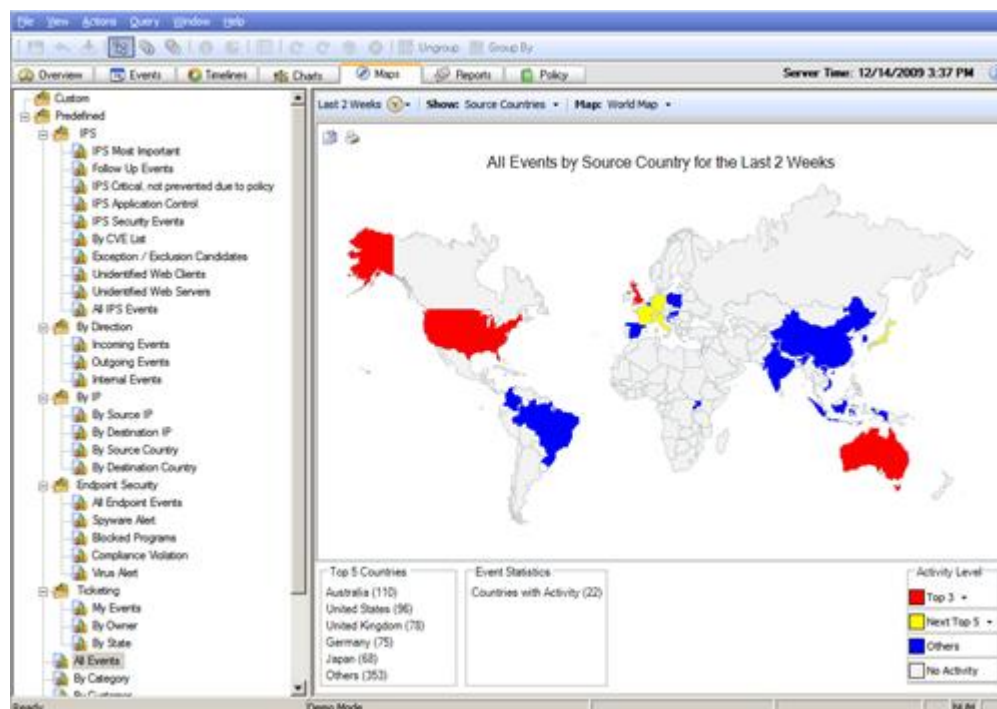 File View Actions Query Window Help
Ungroup Group By
Overview Events Timelines Charts Maps Reports Policy Server Time: 12/14/2009 3:37 PM
Last 2 Weeks Show: Source Countries Map: World Map
Custom
Predefined
IPS
IPS Most Important
Follow Up Events
IPS Critical, not prevented due to policy
IPS Application Control
IPS Security Events
By CVE List
Exception / Exclusion Candidates
Unidentified Web Clients
Unidentified Web Servers
All IPS Events
By Direction
Incoming Events
Outgoing Events
Internal Events
By IP
By Source IP
By Destination IP
By Source Country
By Destination Country
Endpoint Security
All Endpoint Events
Spyware Alert
Blocked Programs
Compliance Violation
Virus Alert
Ticketing
My Events
By Owner
By State
All Events
By Category
By Customer
All Events by Source Country for the Last 2 Weeks
Top 5 Countries
Australia (110)
United States (96)
United Kingdom (78)
Germany (75)
Japan (68)
Others (353)
Event Statistics
Countries with Activity (22)
Activity Level
Top 3
Next Top 5
Others
No Activity
Ready Demo Mode NUM